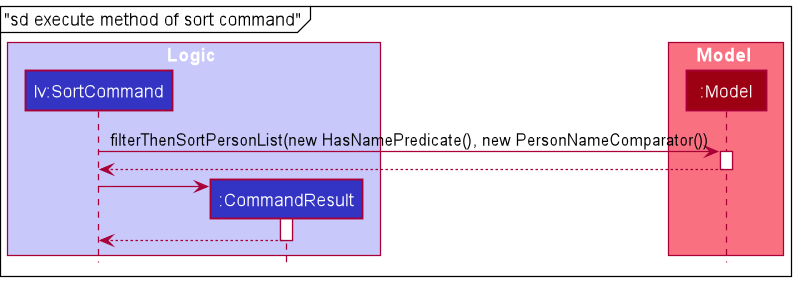 "sd execute method of sort command"
Logic
Model
lv:SortCommand
:Model
filterThenSortPersonList(new HasNamePredicate(), new PersonNameComparator())
:CommandResult